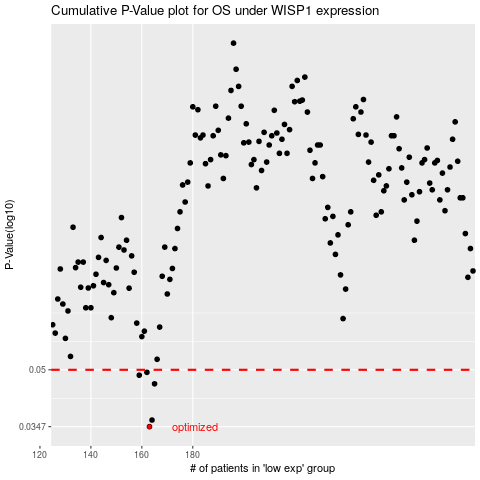 Cumulative P-Value plot for OS under WISP1 expression
P-Value(log10)
0.05
0.0347
optimized
120 140 160 180
# of patients in 'low exp' group